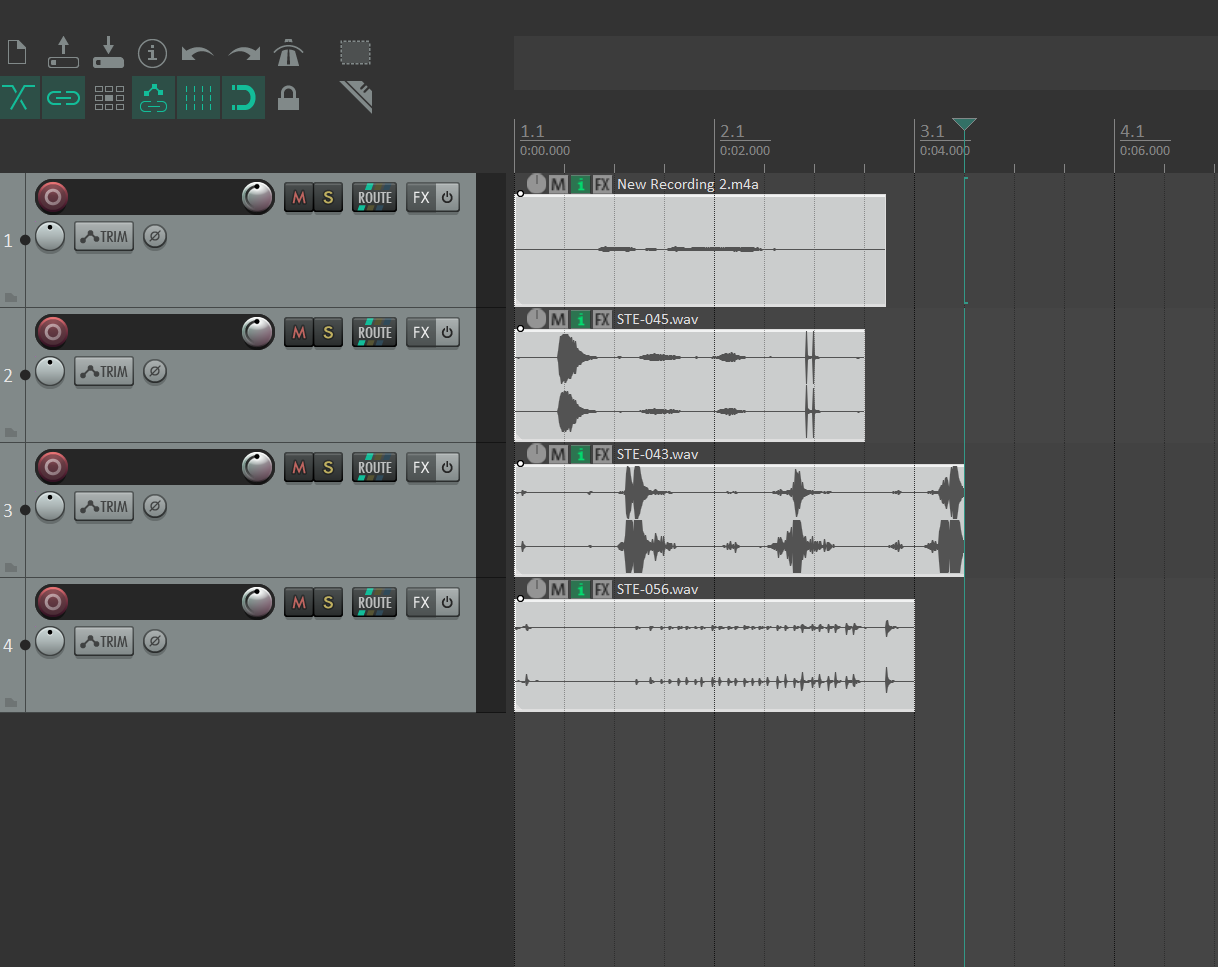 1.1 2.1 3.1 4.1
0:00.000 0:02.000 0:04.000 0:06.000
M i FX New Recording 2.m4a
M S ROUTE FX
1 TRIM
M i FX STE-045.wav
M S ROUTE FX
2 TRIM
M i FX STE-043.wav
M S ROUTE FX
3 TRIM
M i FX STE-056.wav
M S ROUTE FX
4 TRIM